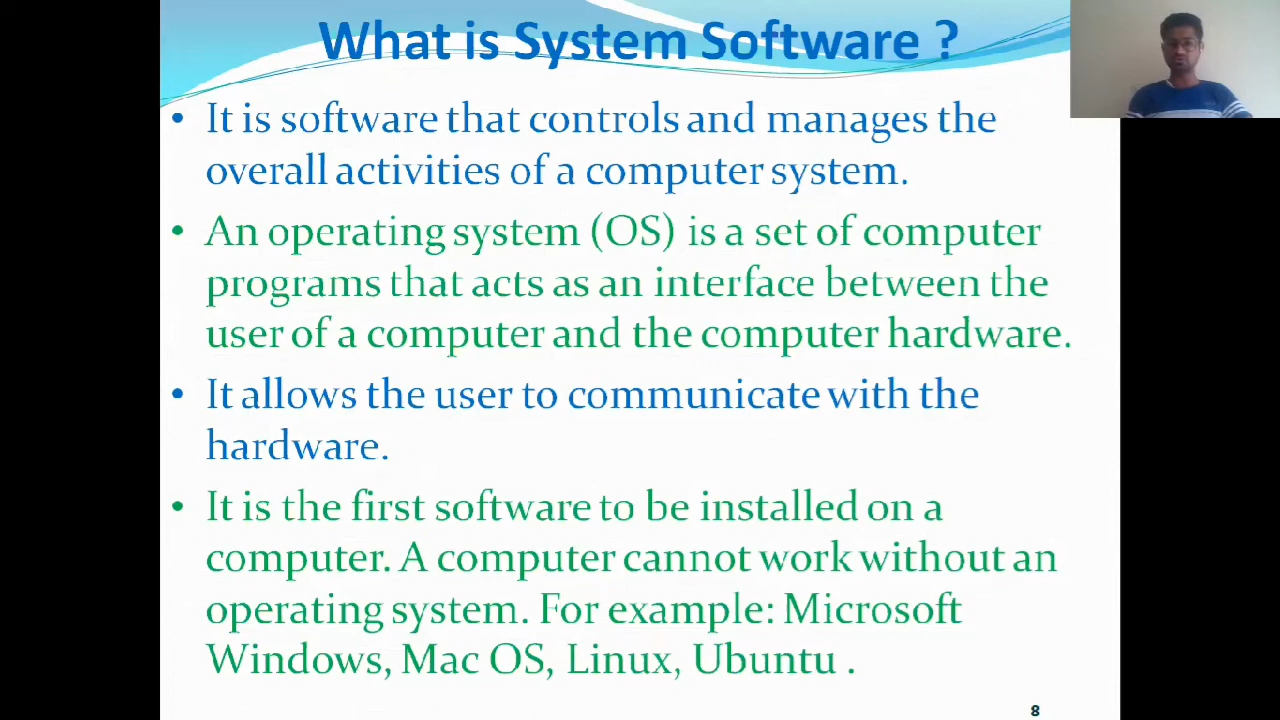 What is System Software ?
• It is software that controls and manages the
overall activities of a computer system.
• An operating system (OS) is a set of computer
programs that acts as an interface between the
user of a computer and the computer hardware.
• It allows the user to communicate with the
hardware.
• It is the first software to be installed on a
computer. A computer cannot work without an
operating system. For example: Microsoft
Windows, Mac OS, Linux, Ubuntu .
8